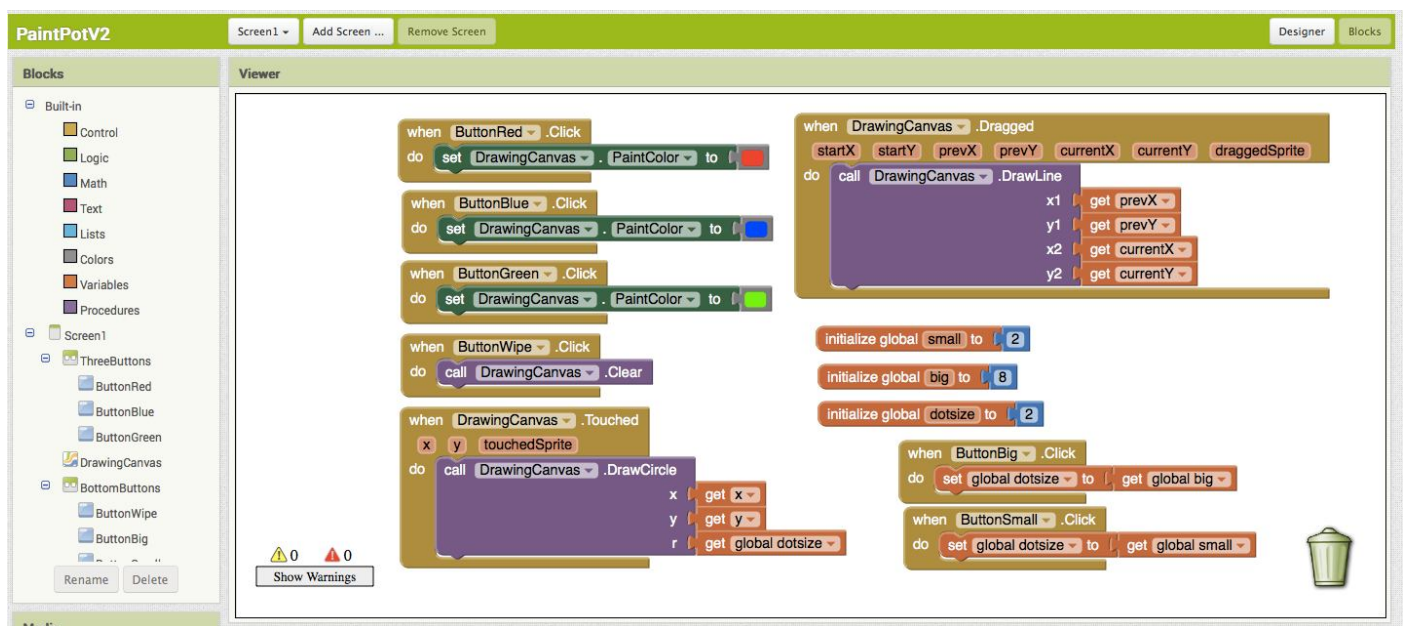 PaintPotV2 Screen1 Add Screen ... Remove Screen Designer Blocks
Blocks
Built-in
Control
Logic
Math
Text
Lists
Colors
Variables
Procedures
Screen1
ThreeButtons
ButtonRed
ButtonBlue
ButtonGreen
DrawingCanvas
BottomButtons
ButtonWipe
ButtonBig
Rename Delete
Viewer
when ButtonRed .Click
do set DrawingCanvas . PaintColor to
when ButtonBlue .Click
do set DrawingCanvas . PaintColor to
when ButtonGreen .Click
do set DrawingCanvas . PaintColor to
when ButtonWipe .Click
do call DrawingCanvas .Clear
when DrawingCanvas .Touched
x y touchedSprite
do call DrawingCanvas .DrawCircle
x get x
y get y
r get global dotsize
0 0
Show Warnings
when DrawingCanvas .Dragged
startX startY prevX prevY currentX currentY draggedSprite
do call DrawingCanvas .DrawLine
x1 get prevX
y1 get prevY
x2 get currentX
y2 get currentY
initialize global small to 2
initialize global big to 8
initialize global dotsize to 2
when ButtonBig .Click
do set global dotsize to get global big
when ButtonSmall .Click
do set global dotsize to get global small